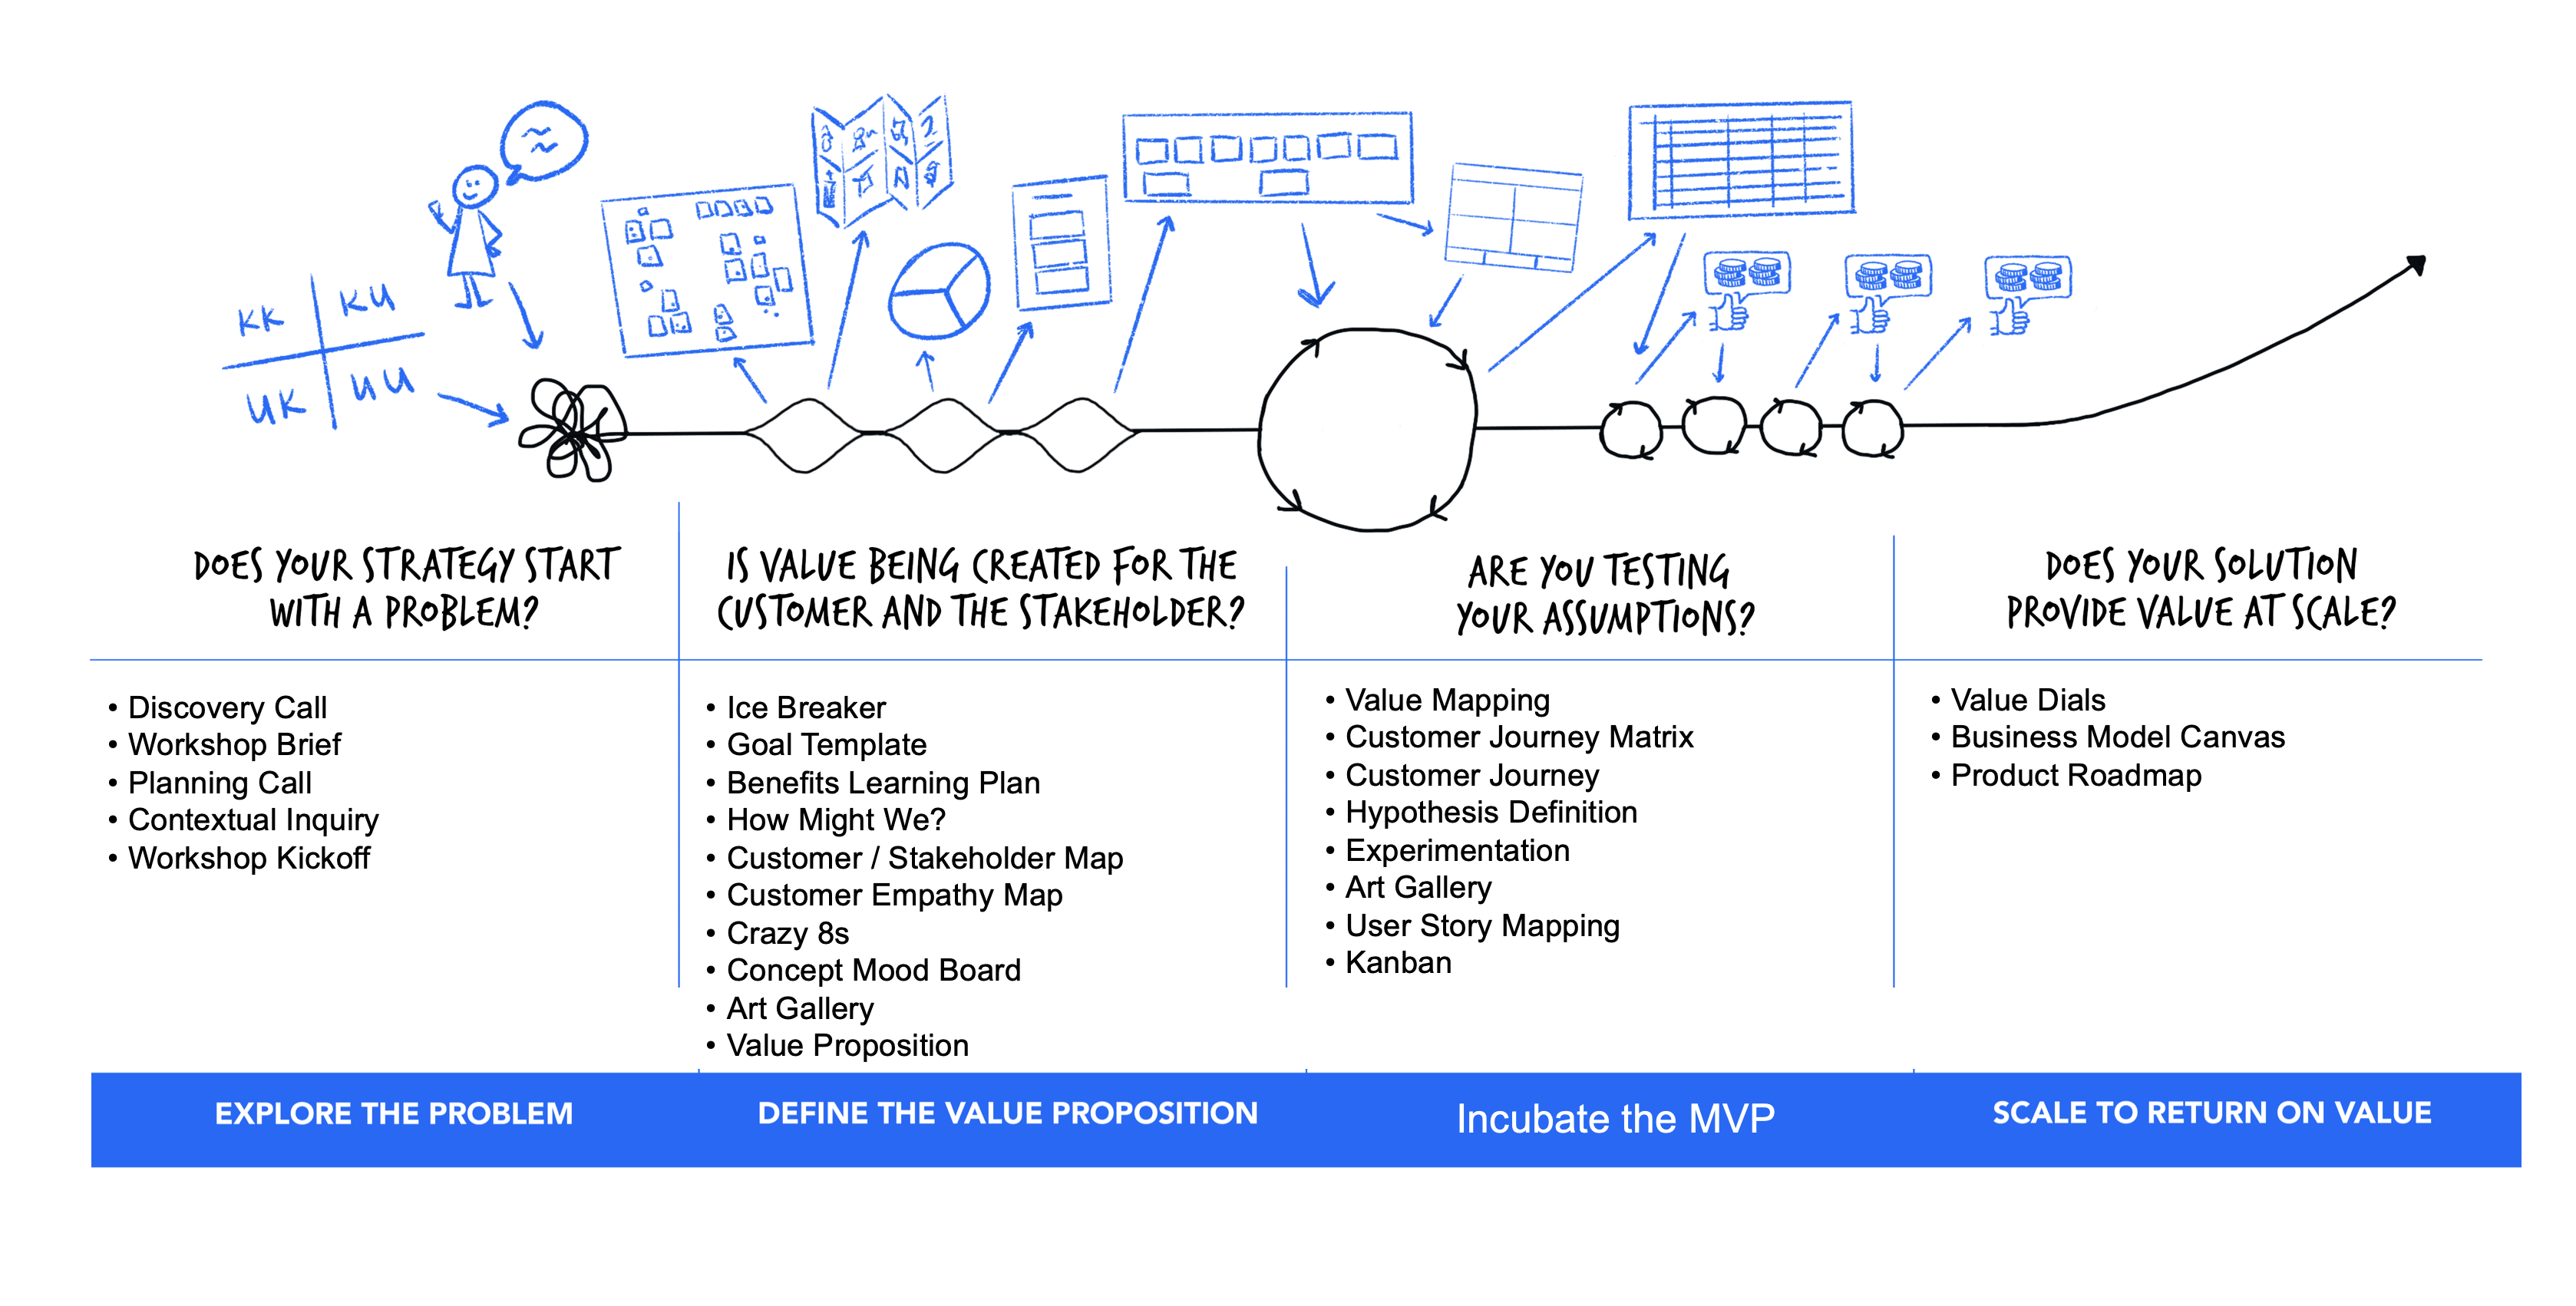 KK
KU
UK
UU
DOES YOUR STRATEGY START
WITH A PROBLEM?
IS VALUE BEING CREATED FOR THE
CUSTOMER AND THE STAKEHOLDER?
ARE YOU TESTING
YOUR ASSUMPTIONS?
DOES YOUR SOLUTION
PROVIDE VALUE AT SCALE?
• Discovery Call
• Workshop Brief
• Planning Call
• Contextual Inquiry
• Workshop Kickoff
• Ice Breaker
• Goal Template
• Benefits Learning Plan
• How Might We?
• Customer / Stakeholder Map
• Customer Empathy Map
• Crazy 8s
• Concept Mood Board
• Art Gallery
• Value Proposition
• Value Mapping
• Customer Journey Matrix
• Customer Journey
• Hypothesis Definition
• Experimentation
• Art Gallery
• User Story Mapping
• Kanban
• Value Dials
• Business Model Canvas
• Product Roadmap
EXPLORE THE PROBLEM
DEFINE THE VALUE PROPOSITION
Incubate the MVP
SCALE TO RETURN ON VALUE